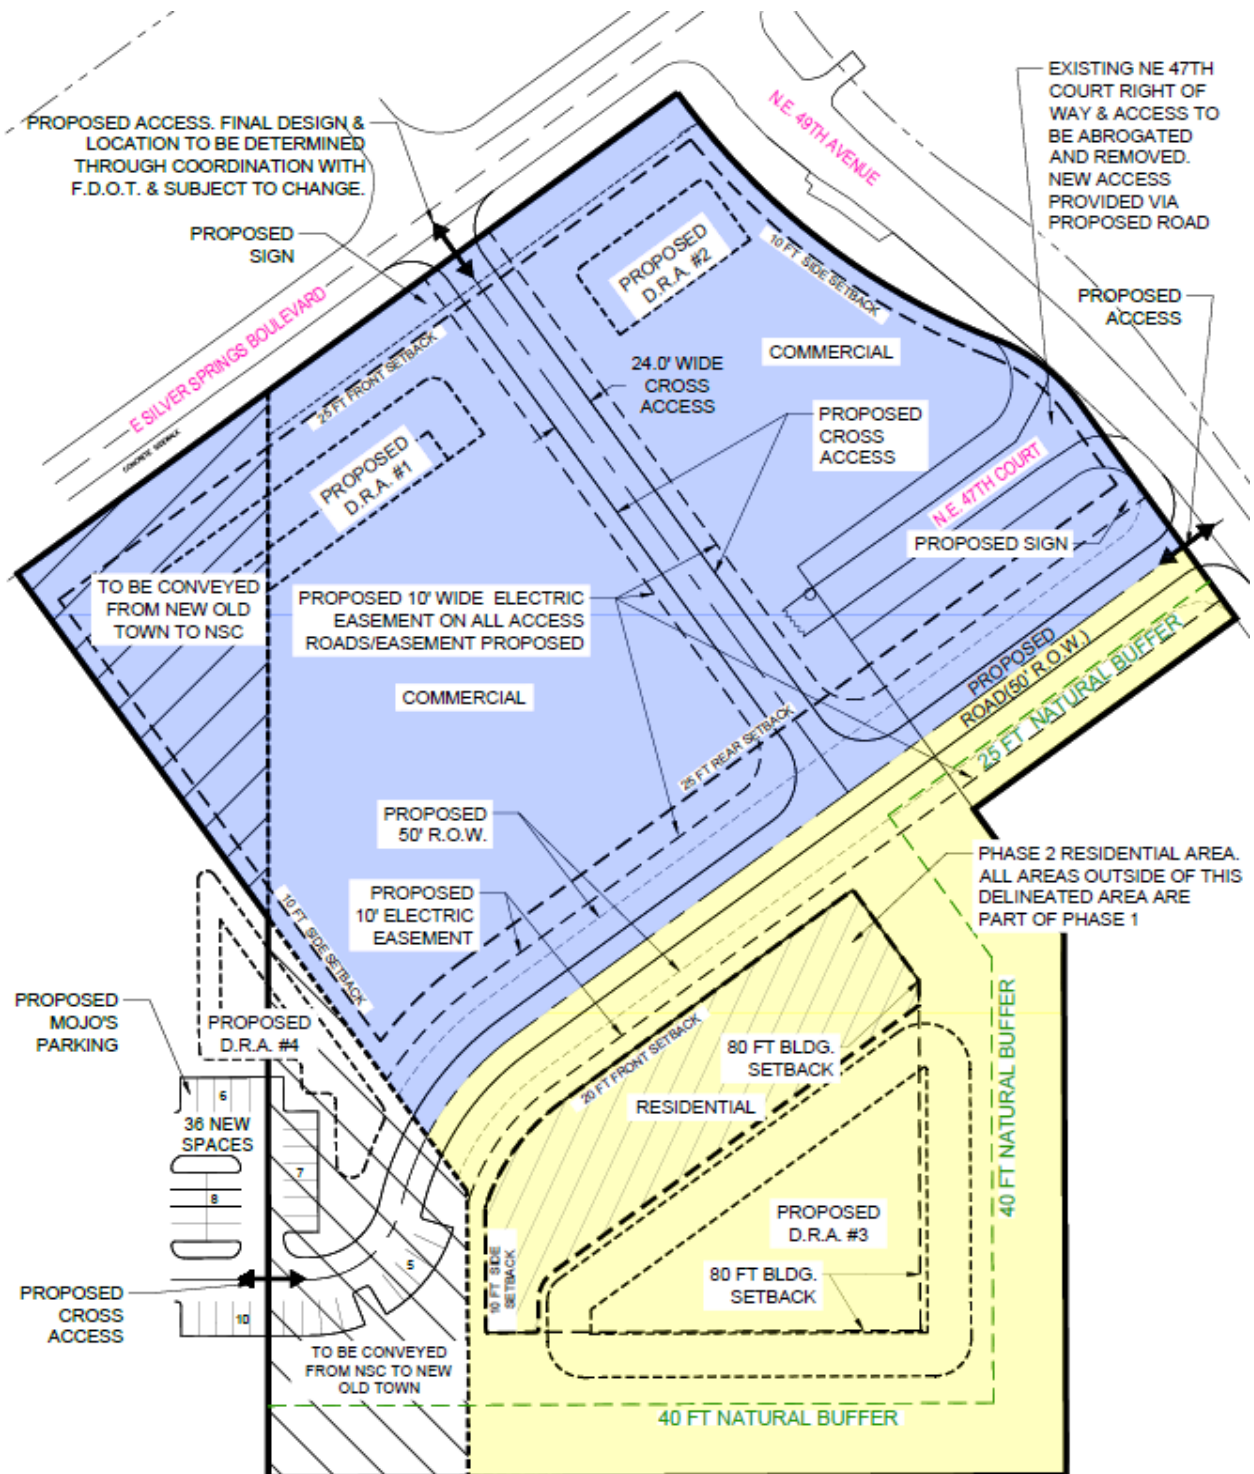 EXISTING NE 47TH
COURT RIGHT OF
WAY & ACCESS TO
BE ABROGATED
AND REMOVED.
NEW ACCESS
PROVIDED VIA
PROPOSED ROAD
N.E. 49TH AVENUE
PROPOSED ACCESS. FINAL DESIGN &
LOCATION TO BE DETERMINED
THROUGH COORDINATION WITH
F.D.O.T. & SUBJECT TO CHANGE.
PROPOSED
SIGN
PROPOSED
D.R.A. #2
10 FT SIDE SETBACK
PROPOSED
ACCESS
E SILVER SPRINGS BOULEVARD
CONCRETE SIDEWALK
25 FT FRONT SETBACK
COMMERCIAL
24.0' WIDE
CROSS
ACCESS
PROPOSED
CROSS
ACCESS
PROPOSED
D.R.A. #1
N.E. 47TH COURT
PROPOSED SIGN
TO BE CONVEYED
FROM NEW OLD
TOWN TO NSC
PROPOSED 10' WIDE ELECTRIC
EASEMENT ON ALL ACCESS
ROADS/EASEMENT PROPOSED
PROPOSED
ROAD(50' R.O.W.)
25 FT NATURAL BUFFER
COMMERCIAL
25 FT REAR SETBACK
PROPOSED
50' R.O.W.
PHASE 2 RESIDENTIAL AREA.
ALL AREAS OUTSIDE OF THIS
DELINEATED AREA ARE
PART OF PHASE 1
PROPOSED
10' ELECTRIC
EASEMENT
10 FT SIDE SETBACK
PROPOSED
MOJO'S
PARKING
PROPOSED
D.R.A. #4
20 FT FRONT SETBACK
80 FT BLDG.
SETBACK
40 FT NATURAL BUFFER
RESIDENTIAL
6
36 NEW
SPACES
7
8
PROPOSED
D.R.A. #3
5
10 FT SIDE
SETBACK
80 FT BLDG.
SETBACK
PROPOSED
CROSS
ACCESS
10
TO BE CONVEYED
FROM NSC TO NEW
OLD TOWN
40 FT NATURAL BUFFER